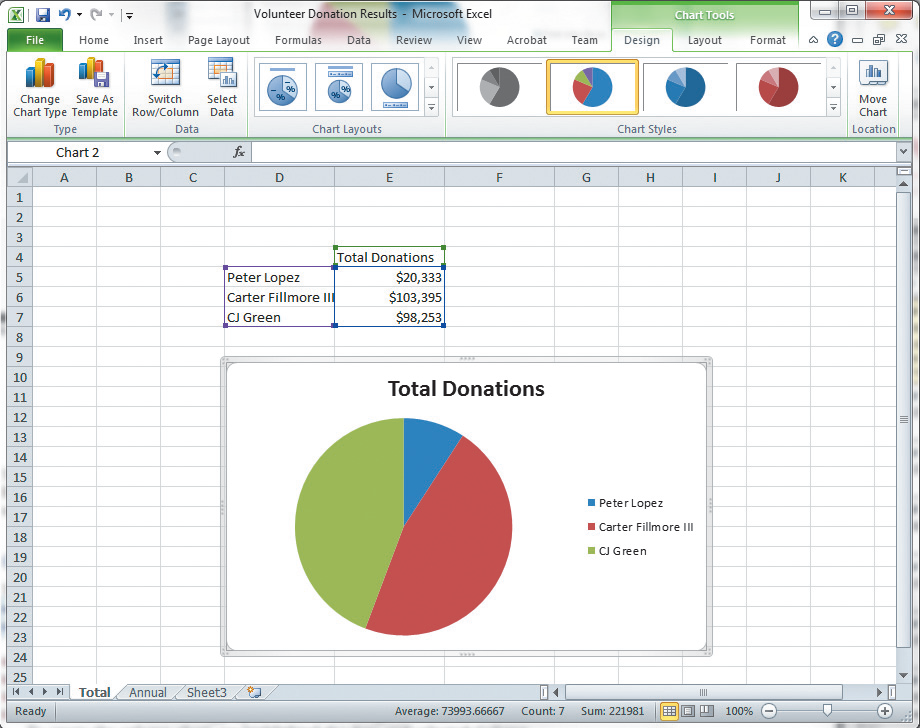 Volunteer Donation Results - Microsoft Excel
Chart Tools
File Home Insert Page Layout Formulas Data Review View Acrobat Team Design Layout Format
Change Chart Type
Save As Template
Switch Row/Column
Select Data
Move Chart
Type Data Chart Layouts Chart Styles Location
Chart 2 fx
A B C D E F G H I J K
1
2
3
4 Total Donations
5 Peter Lopez $20,333
6 Carter Fillmore III $103,395
7 CJ Green $98,253
8
9
10
Total Donations
11
12
13
14
15
16
Peter Lopez
17
Carter Fillmore III
18
CJ Green
19
20
21
22
23
24
25
Total Annual Sheet3
Ready Average: 73993.66667 Count: 7 Sum: 221981 100%